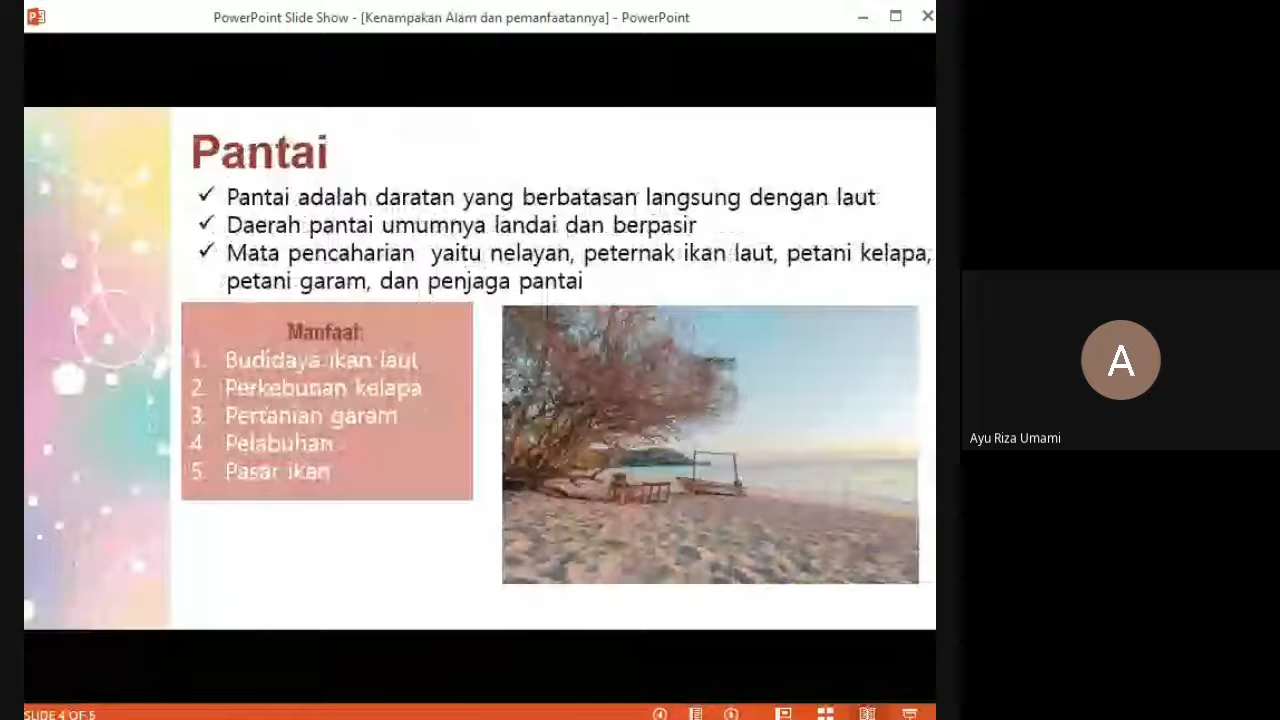 PowerPoint Slide Show - [Kenampakan Alam dan pemanfaatannya] - PowerPoint
Pantai
✓ Pantai adalah daratan yang berbatasan langsung dengan laut
✓ Daerah pantai umumnya landai dan berpasir
✓ Mata pencaharian yaitu nelayan, peternak ikan laut, petani kelapa,
petani garam, dan penjaga pantai
Manfaat:
1. Budidaya ikan laut
2. Perkebunan kelapa
3. Pertanian garam
4. Pelabuhan
5. Pasar ikan
A
Ayu Riza Umami
SLIDE 4 OF 5